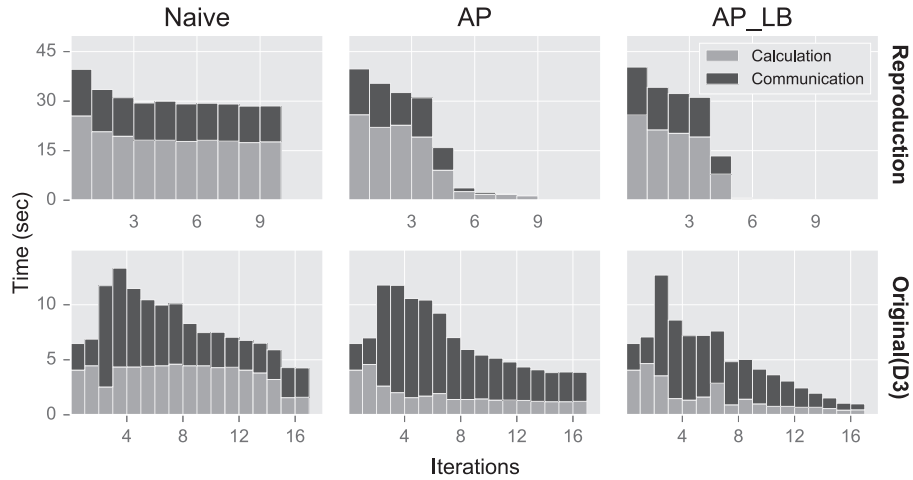 Naive AP AP_LB
Calculation
Communication
45
30
15
0
3 6 9
3 6 9
3 6 9
Reproduction
Time (sec)
10
5
0
4 8 12 16
4 8 12 16
4 8 12 16
Original(D3)
Iterations